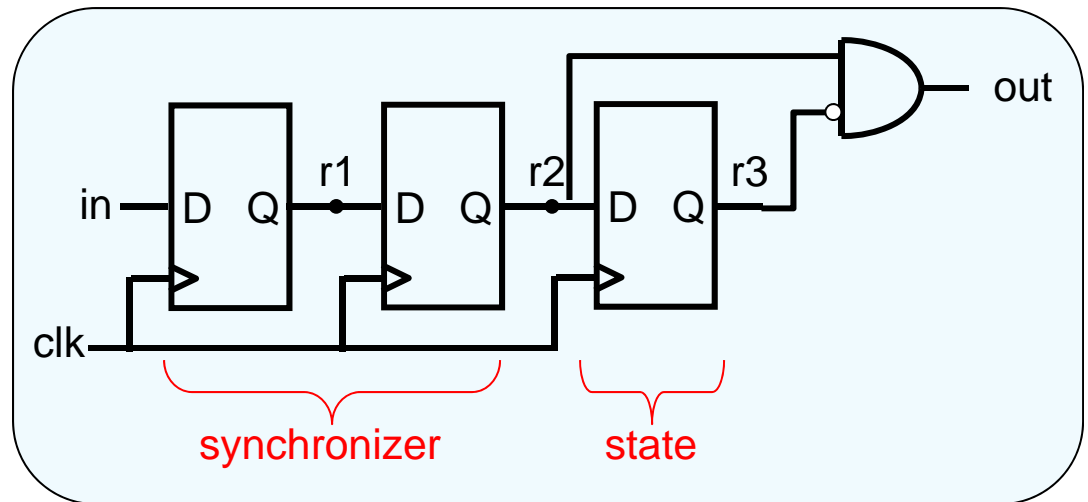 out
r1
r2
r3
in
D
Q
D
Q
D
Q
clk
synchronizer
state